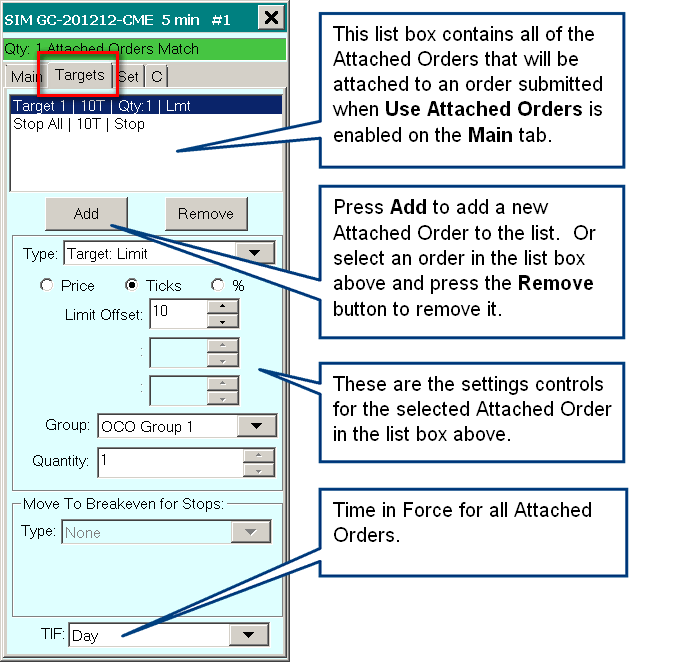 SIM GC-201212-CME 5 min #1
Qty: 1 Attached Orders Match
Main Targets Set C
Target 1 | 10T | Qty:1 | Lmt
Stop All | 10T | Stop
Add Remove
Type: Target: Limit
Price Ticks %
Limit Offset: 10
:
:
Group: OCO Group 1
Quantity: 1
Move To Breakeven for Stops:
Type: None
TIF: Day
This list box contains all of the
Attached Orders that will be
attached to an order submitted
when Use Attached Orders is
enabled on the Main tab.
Press Add to add a new
Attached Order to the list. Or
select an order in the list box
above and press the Remove
button to remove it.
These are the settings controls
for the selected Attached Order
in the list box above.
Time in Force for all Attached
Orders.